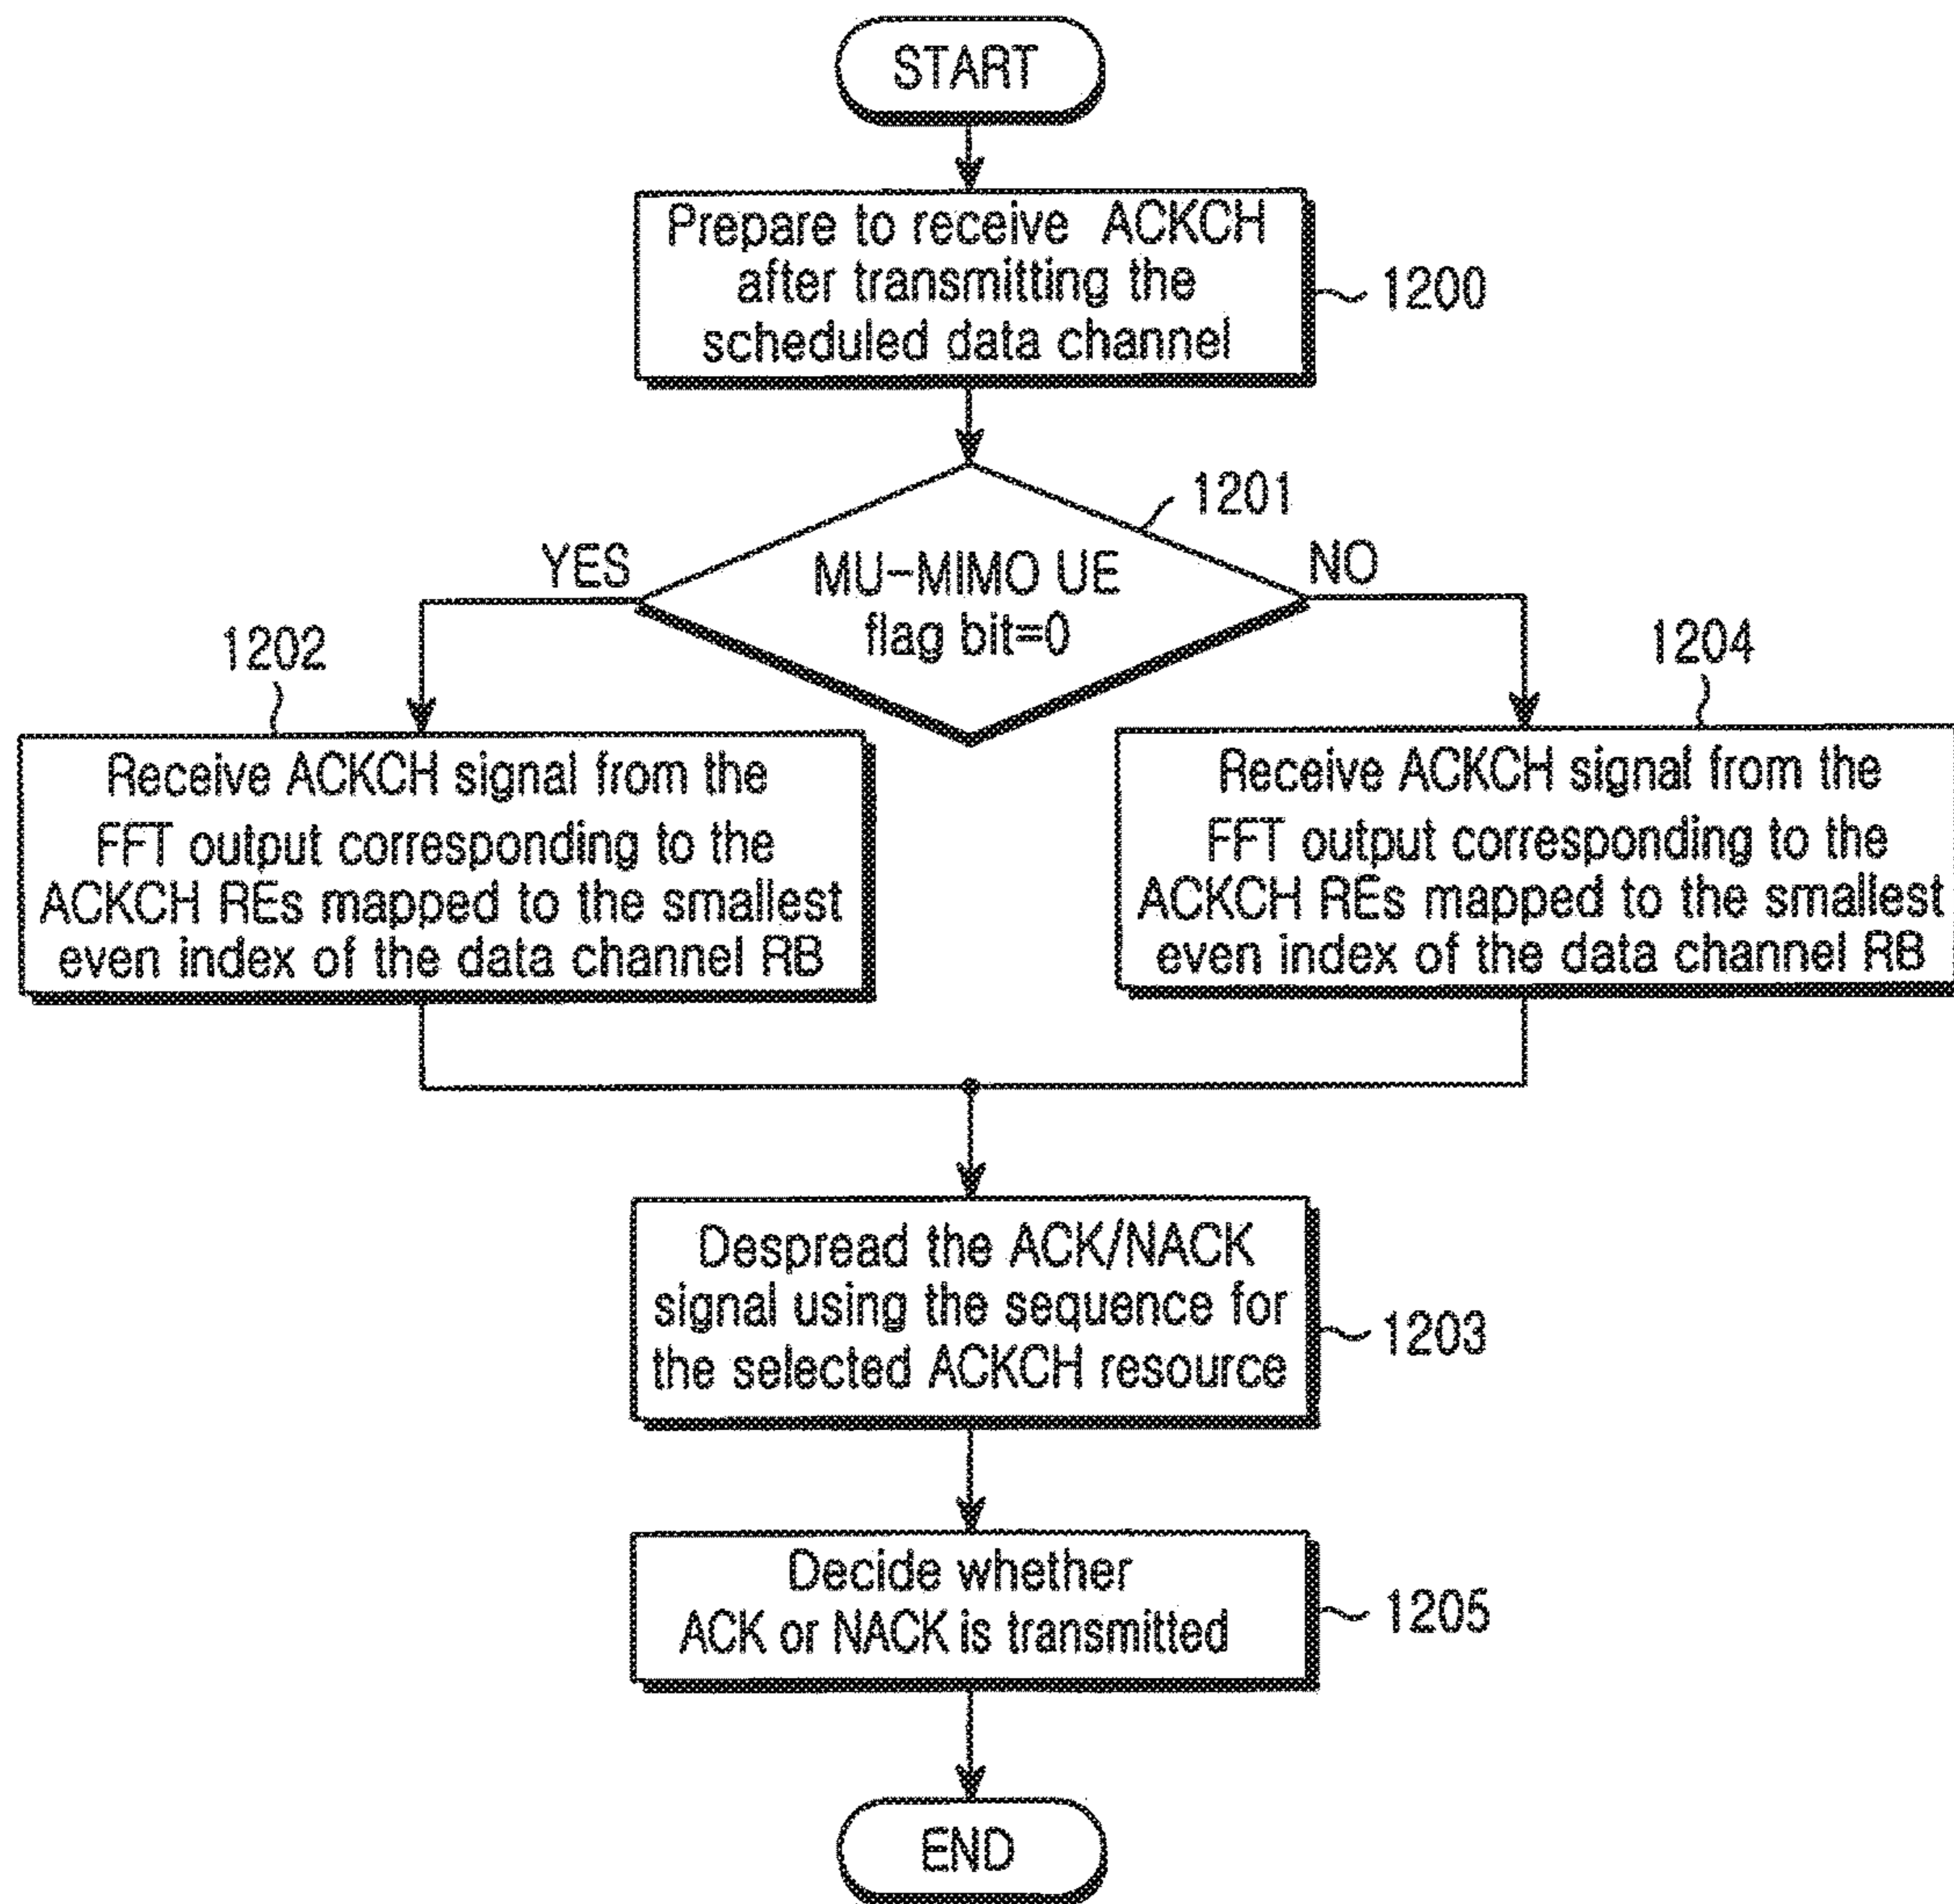 START
Prepare to receive ACKCH
after transmitting the
scheduled data channel
1200
1201
YES
MU-MIMO UE
flag bit=0
NO
1202
Receive ACKCH signal from the
FFT output corresponding to the
ACKCH REs mapped to the smallest
even index of the data channel RB
1204
Receive ACKCH signal from the
FFT output corresponding to the
ACKCH REs mapped to the smallest
even index of the data channel RB
Despread the ACK/NACK
signal using the sequence for
the selected ACKCH resource
1203
Decide whether
ACK or NACK is transmitted
1205
END